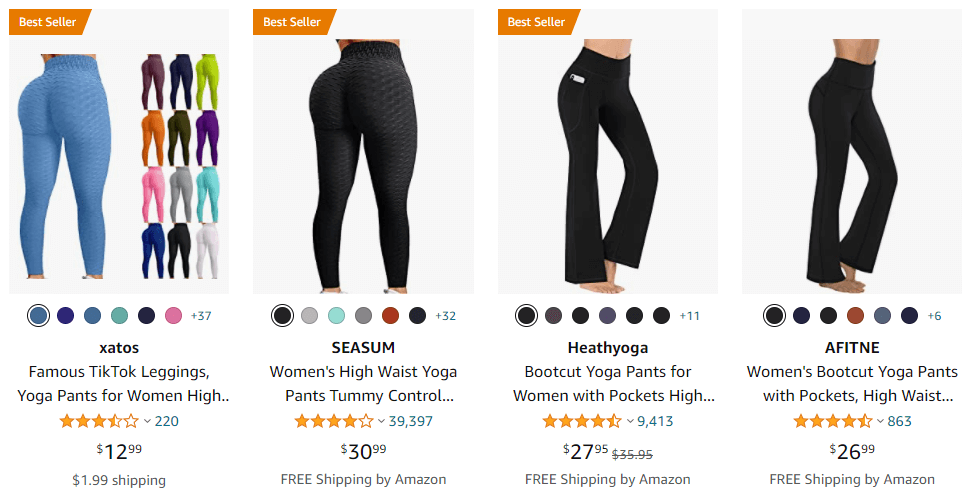 Best Seller
+37
xatos
Famous TikTok Leggings,
Yoga Pants for Women High..
220
$12.99
$1.99 shipping
Best Seller
+32
SEASUM
Women's High Waist Yoga
Pants Tummy Control...
39,397
$30.99
FREE Shipping by Amazon
Best Seller
+11
Heathyoga
Bootcut Yoga Pants for
Women with Pockets High...
9,413
$27.95 $35.95
FREE Shipping by Amazon
+6
AFITNE
Women's Bootcut Yoga Pants
with Pockets, High Waist...
863
$26.99
FREE Shipping by Amazon